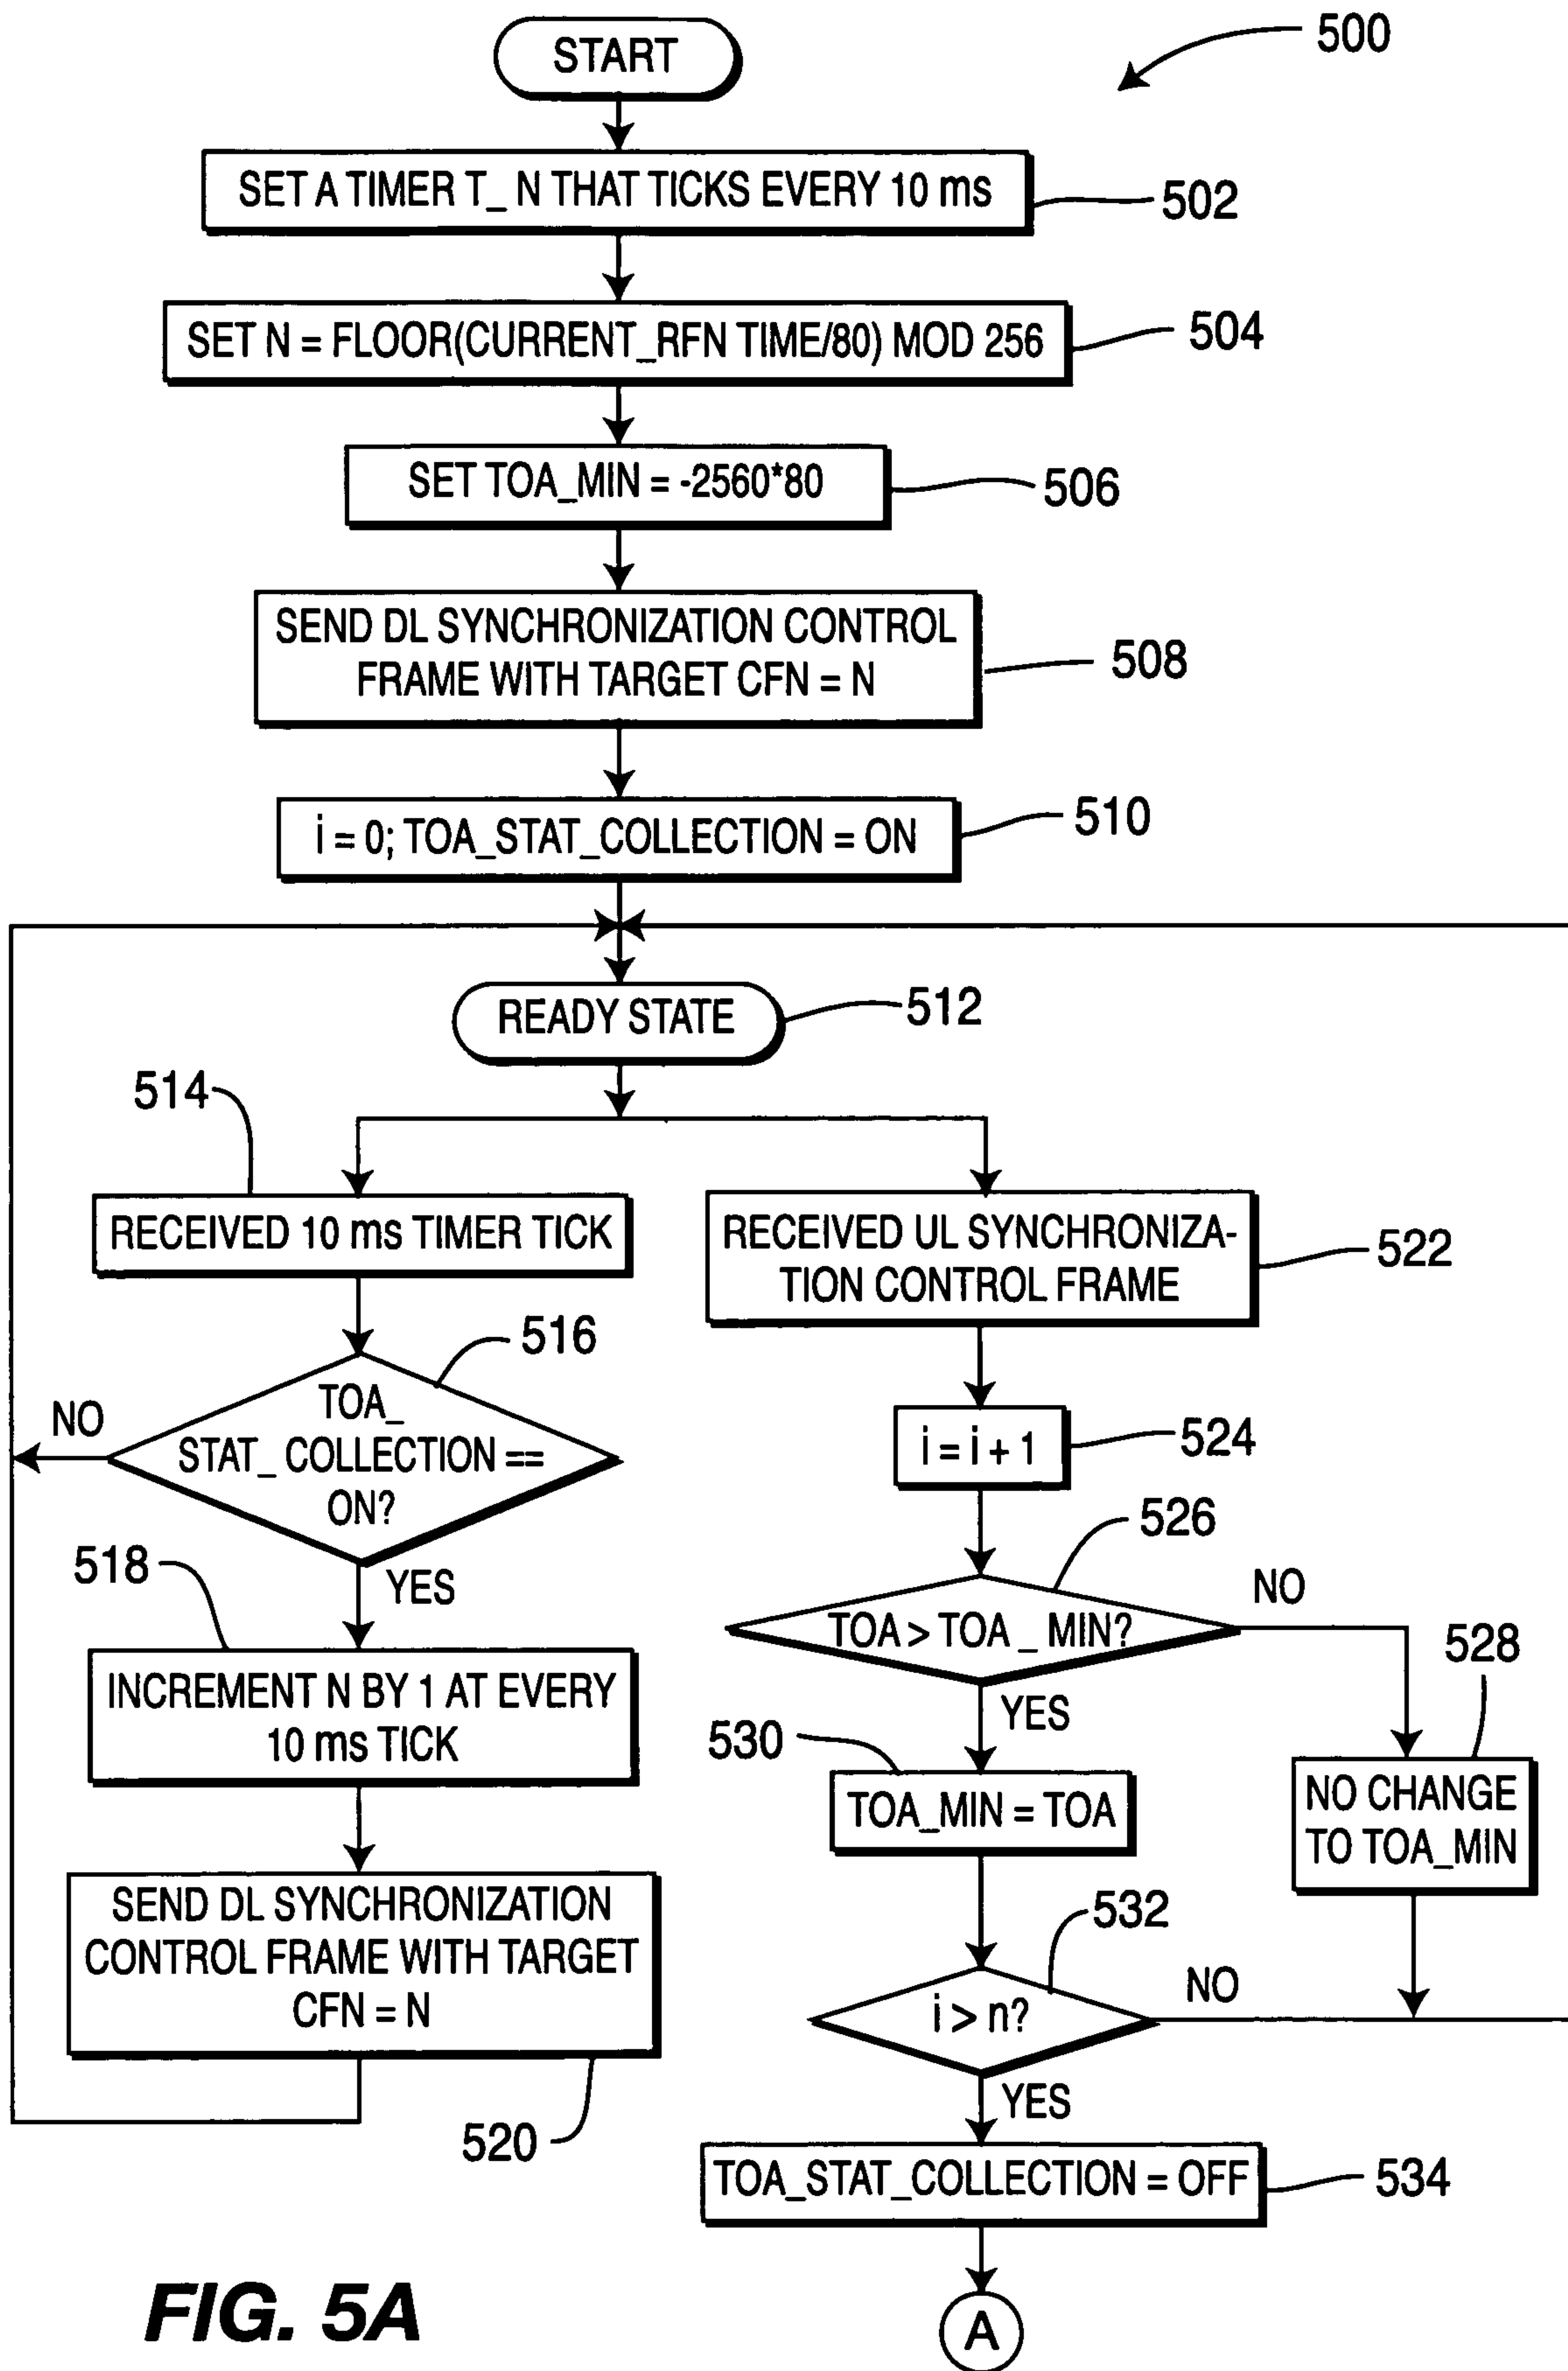 START
500
SET A TIMER T_ N THAT TICKS EVERY 10 ms
502
SET N = FLOOR(CURRENT_RFN TIME/80) MOD 256
504
SET TOA_MIN = -2560*80
506
SEND DL SYNCHRONIZATION CONTROL
FRAME WITH TARGET CFN = N
508
i = 0; TOA_STAT_COLLECTION = ON
510
READY STATE
512
514
RECEIVED 10 ms TIMER TICK
516
TOA_
STAT_ COLLECTION ==
ON?
NO
YES
518
INCREMENT N BY 1 AT EVERY
10 ms TICK
SEND DL SYNCHRONIZATION
CONTROL FRAME WITH TARGET
CFN = N
520
RECEIVED UL SYNCHRONIZA-
TION CONTROL FRAME
522
i = i + 1
524
526
TOA > TOA _ MIN?
NO
YES
528
NO CHANGE
TO TOA_MIN
530
TOA_MIN = TOA
532
i > n?
NO
YES
TOA_STAT_COLLECTION = OFF
534
A
FIG. 5A